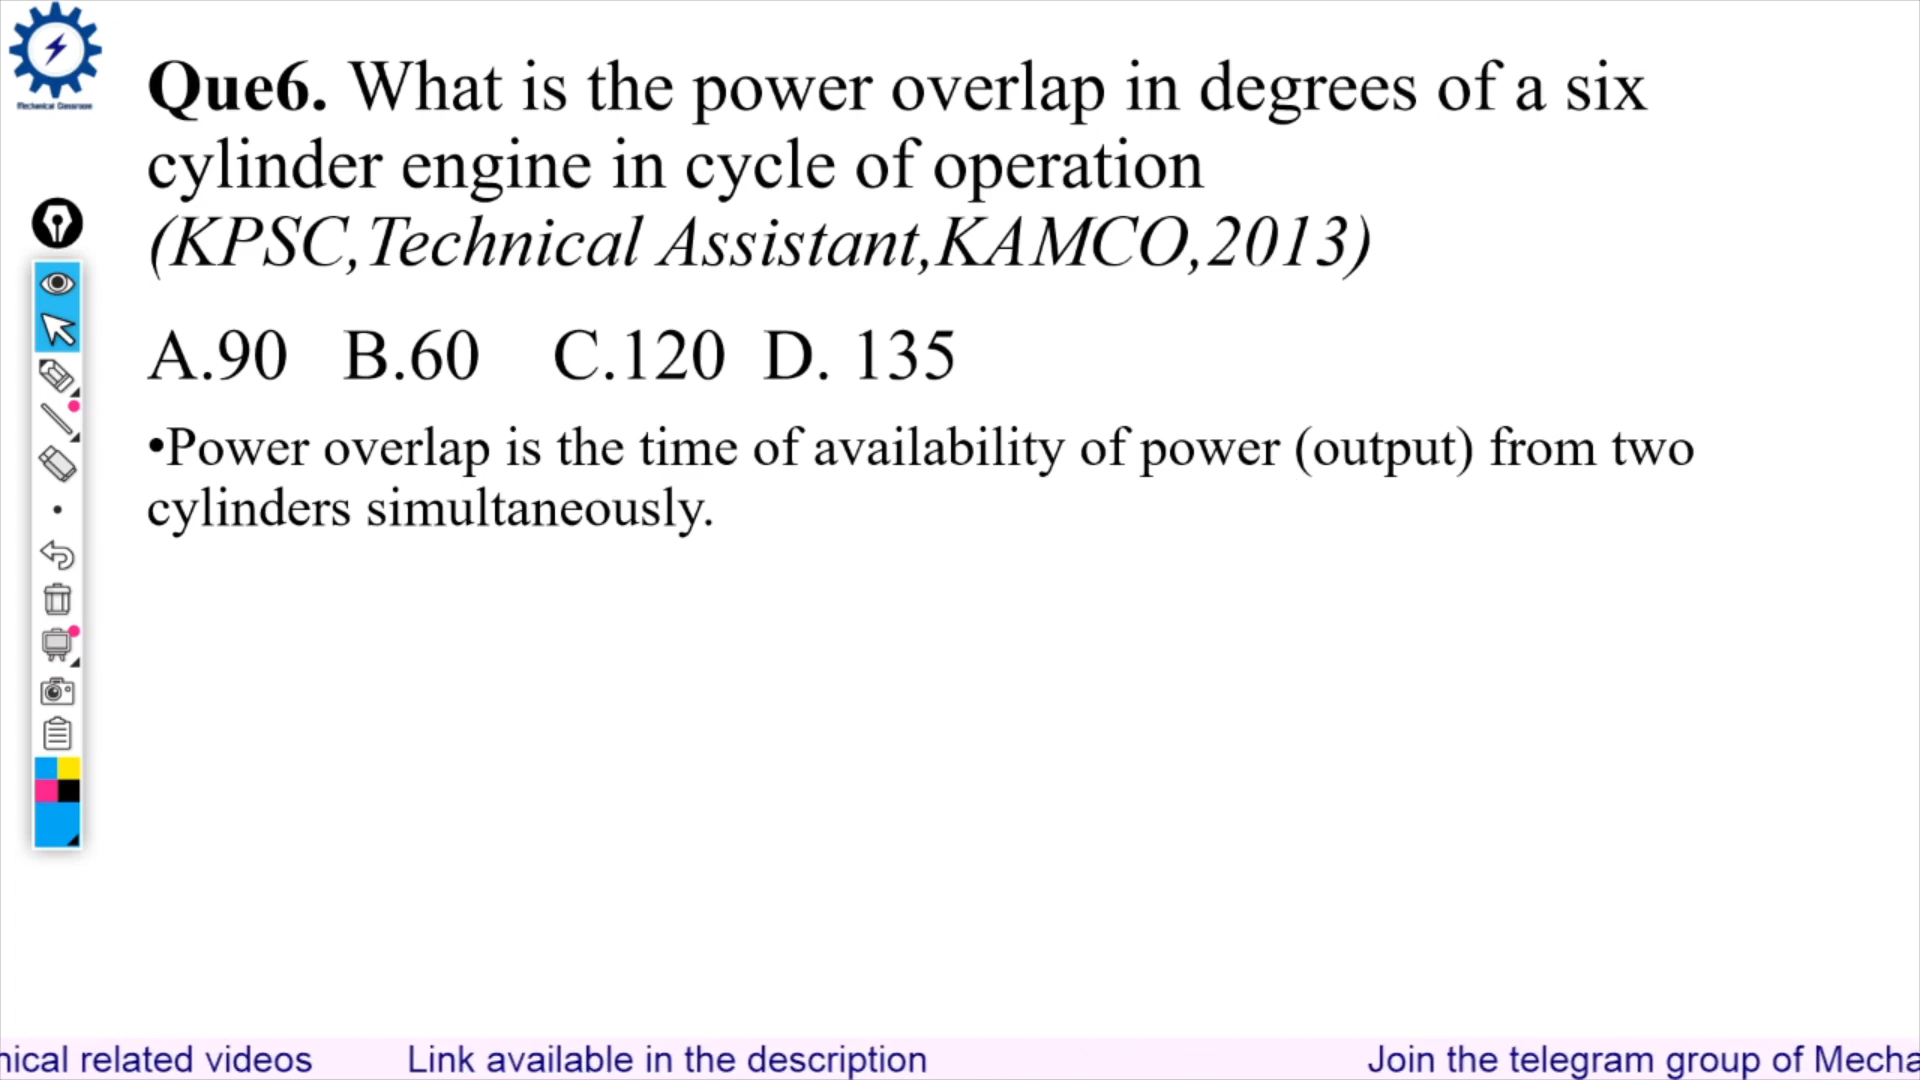 Mechanical Classroom
Que6. What is the power overlap in degrees of a six
cylinder engine in cycle of operation
(KPSC,Technical Assistant,KAMCO,2013)
A.90 B.60 C.120 D. 135
•Power overlap is the time of availability of power (output) from two
cylinders simultaneously.
nical related videos Link available in the description Join the telegram group of Mecha